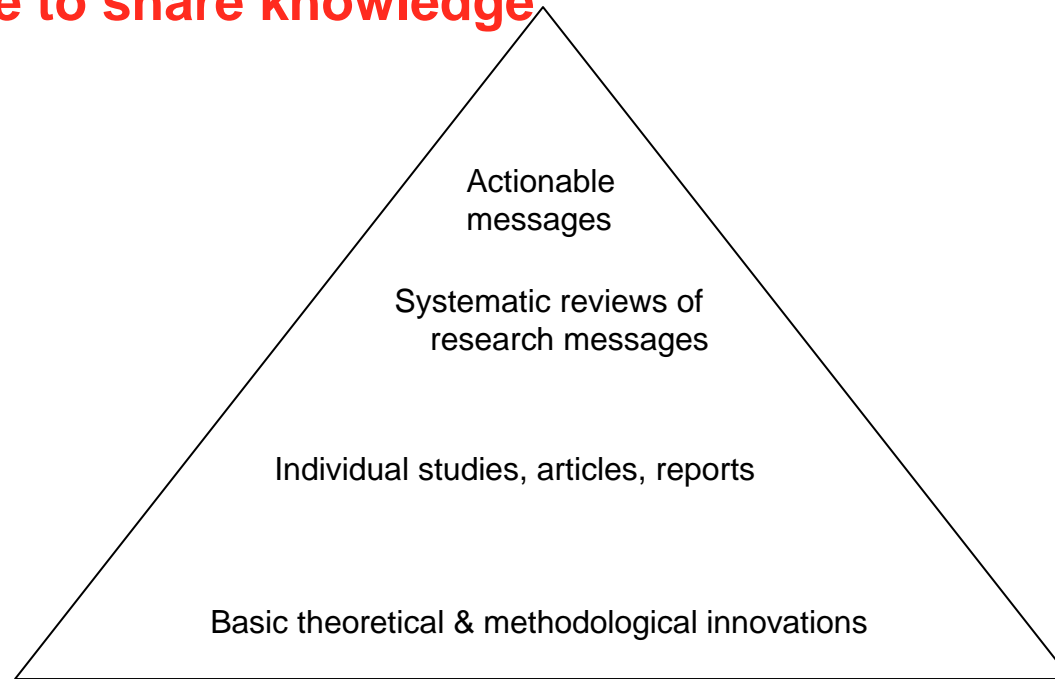 e to share knowledge
Actionable
messages
Systematic reviews of
research messages
Individual studies, articles, reports
Basic theoretical & methodological innovations